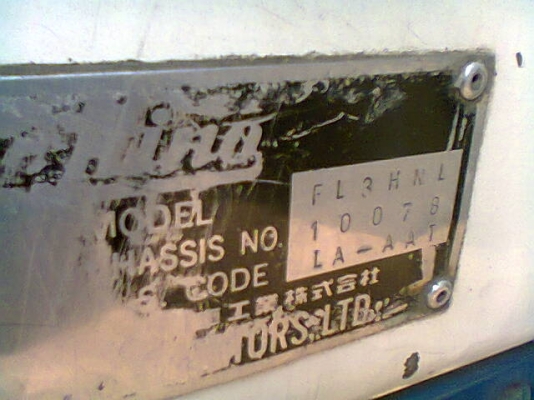 Hino
MODEL FL3HNL
CHASSIS NO. 10078
CODE LA-AAT
工業株式会社
MOTORS, LTD.